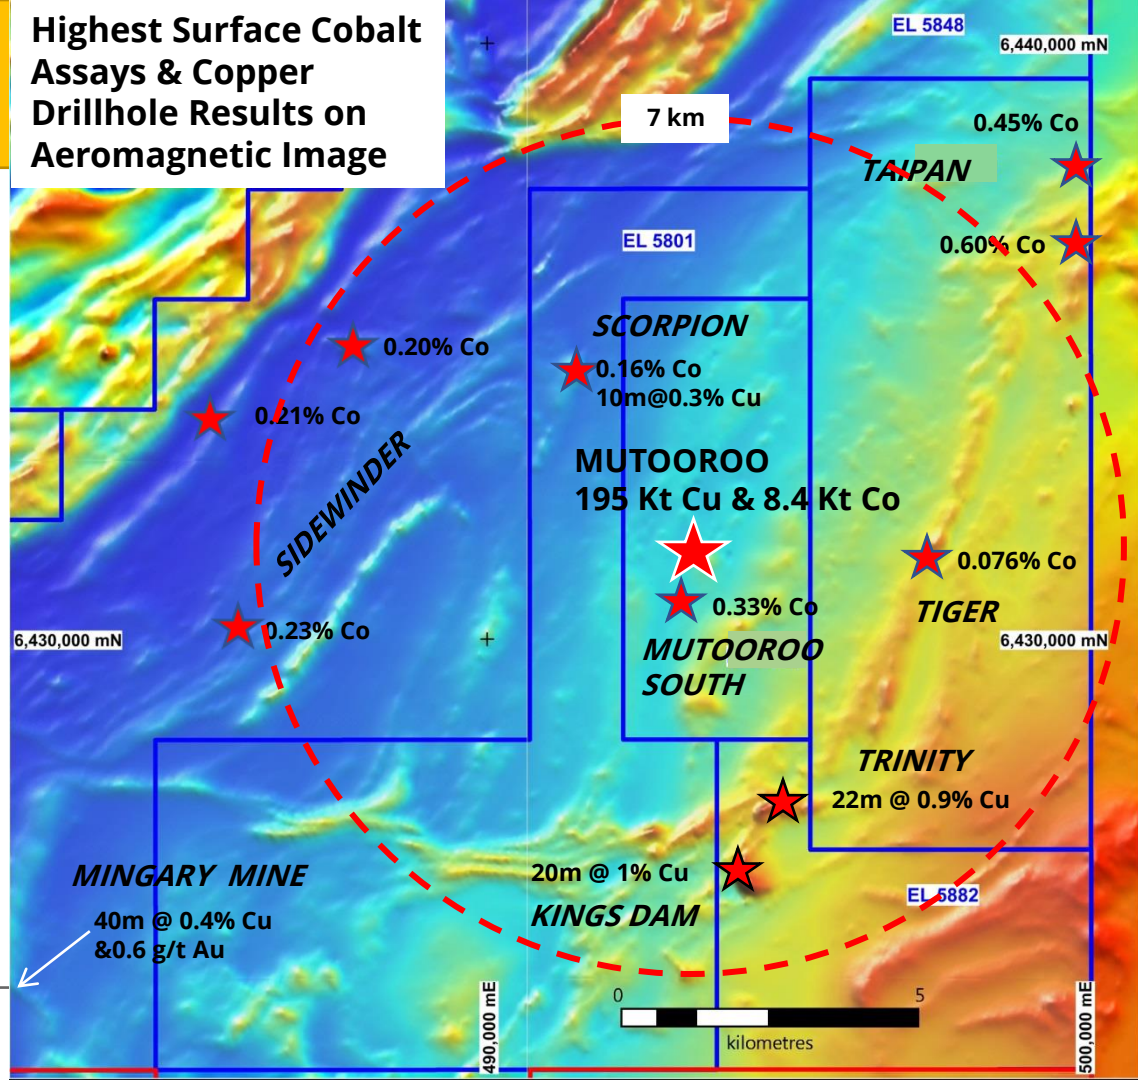 Highest Surface Cobalt
Assays & Copper
Drillhole Results on
Aeromagnetic Image
EL 5848
6,440,000 mN
7 km
0.45% Co
TAIPAN
EL 5801
0.60% Co
SCORPION
0.20% Co
0.16% Co
10m@0.3% Cu
0.21% Co
SIDEWINDER
MUTOOROO
195 Kt Cu & 8.4 Kt Co
0.076% Co
0.33% Co
TIGER
0.23% Co
6,430,000 mN
6,430,000 mN
MUTOOROO
SOUTH
TRINITY
22m @ 0.9% Cu
MINGARY MINE
40m @ 0.4% Cu
&0.6 g/t Au
20m @ 1% Cu
KINGS DAM
EL 5882
490,000 mE
500,000 mE
0 5
kilometres